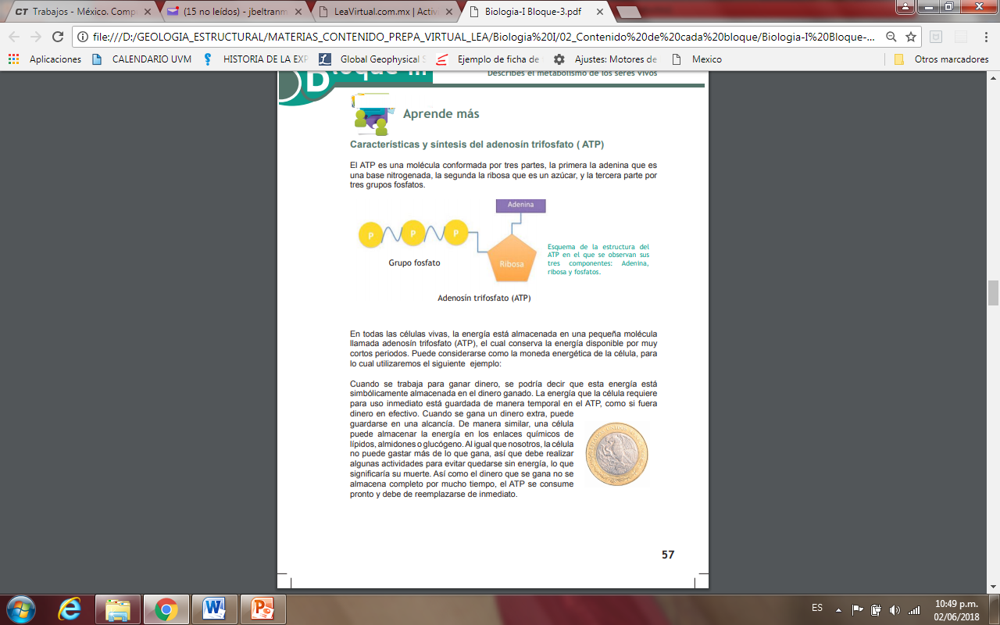 CT Trabajos - México. Comp
(15 no leídos) - jbeltranm
LeaVirtual.com.mx | Activ
Biologia-I Bloque-3.pdf
file:///D:/GEOLOGIA_ESTRUCTURAL/MATERIAS_CONTENIDO_PREPA_VIRTUAL_LEA/Biologia%20I/02_Contenido%20de%20cada%20bloque/Biologia-I%20Bloque-...
Aplicaciones
CALENDARIO UVM
HISTORIA DE LA EXP
Global Geophysical S
Ejemplo de ficha de
Ajustes: Motores de
Mexico
Otros marcadores
Bloque III
Describes el metabolismo de los seres vivos
Aprende más
Características y síntesis del adenosín trifosfato ( ATP)
El ATP es una molécula conformada por tres partes, la primera la adenina que es
una base nitrogenada, la segunda la ribosa que es un azúcar, y la tercera parte por
tres grupos fosfatos.
Adenina
P P P
Ribosa
Grupo fosfato
Adenosín trifosfato (ATP)
Esquema de la estructura del
ATP en el que se observan sus
tres componentes: Adenina,
ribosa y fosfatos.
En todas las células vivas, la energía está almacenada en una pequeña molécula
llamada adenosín trifosfato (ATP), el cual conserva la energía disponible por muy
cortos periodos. Puede considerarse como la moneda energética de la célula, para
lo cual utilizaremos el siguiente ejemplo:
Cuando se trabaja para ganar dinero, se podría decir que esta energía está
simbólicamente almacenada en el dinero ganado. La energía que la célula requiere
para uso inmediato está guardada de manera temporal en el ATP, como si fuera
dinero en efectivo. Cuando se gana un dinero extra, puede
guardarse en una alcancía. De manera similar, una célula
puede almacenar la energía en los enlaces químicos de
lípidos, almidones o glucógeno. Al igual que nosotros, la célula
no puede gastar más de lo que gana, así que debe realizar
algunas actividades para evitar quedarse sin energía, lo que
significaría su muerte. Así como el dinero que se gana no se
almacena completo por mucho tiempo, el ATP se consume
pronto y debe de reemplazarse de inmediato.
57
ES
10:49 p.m.
02/06/2018